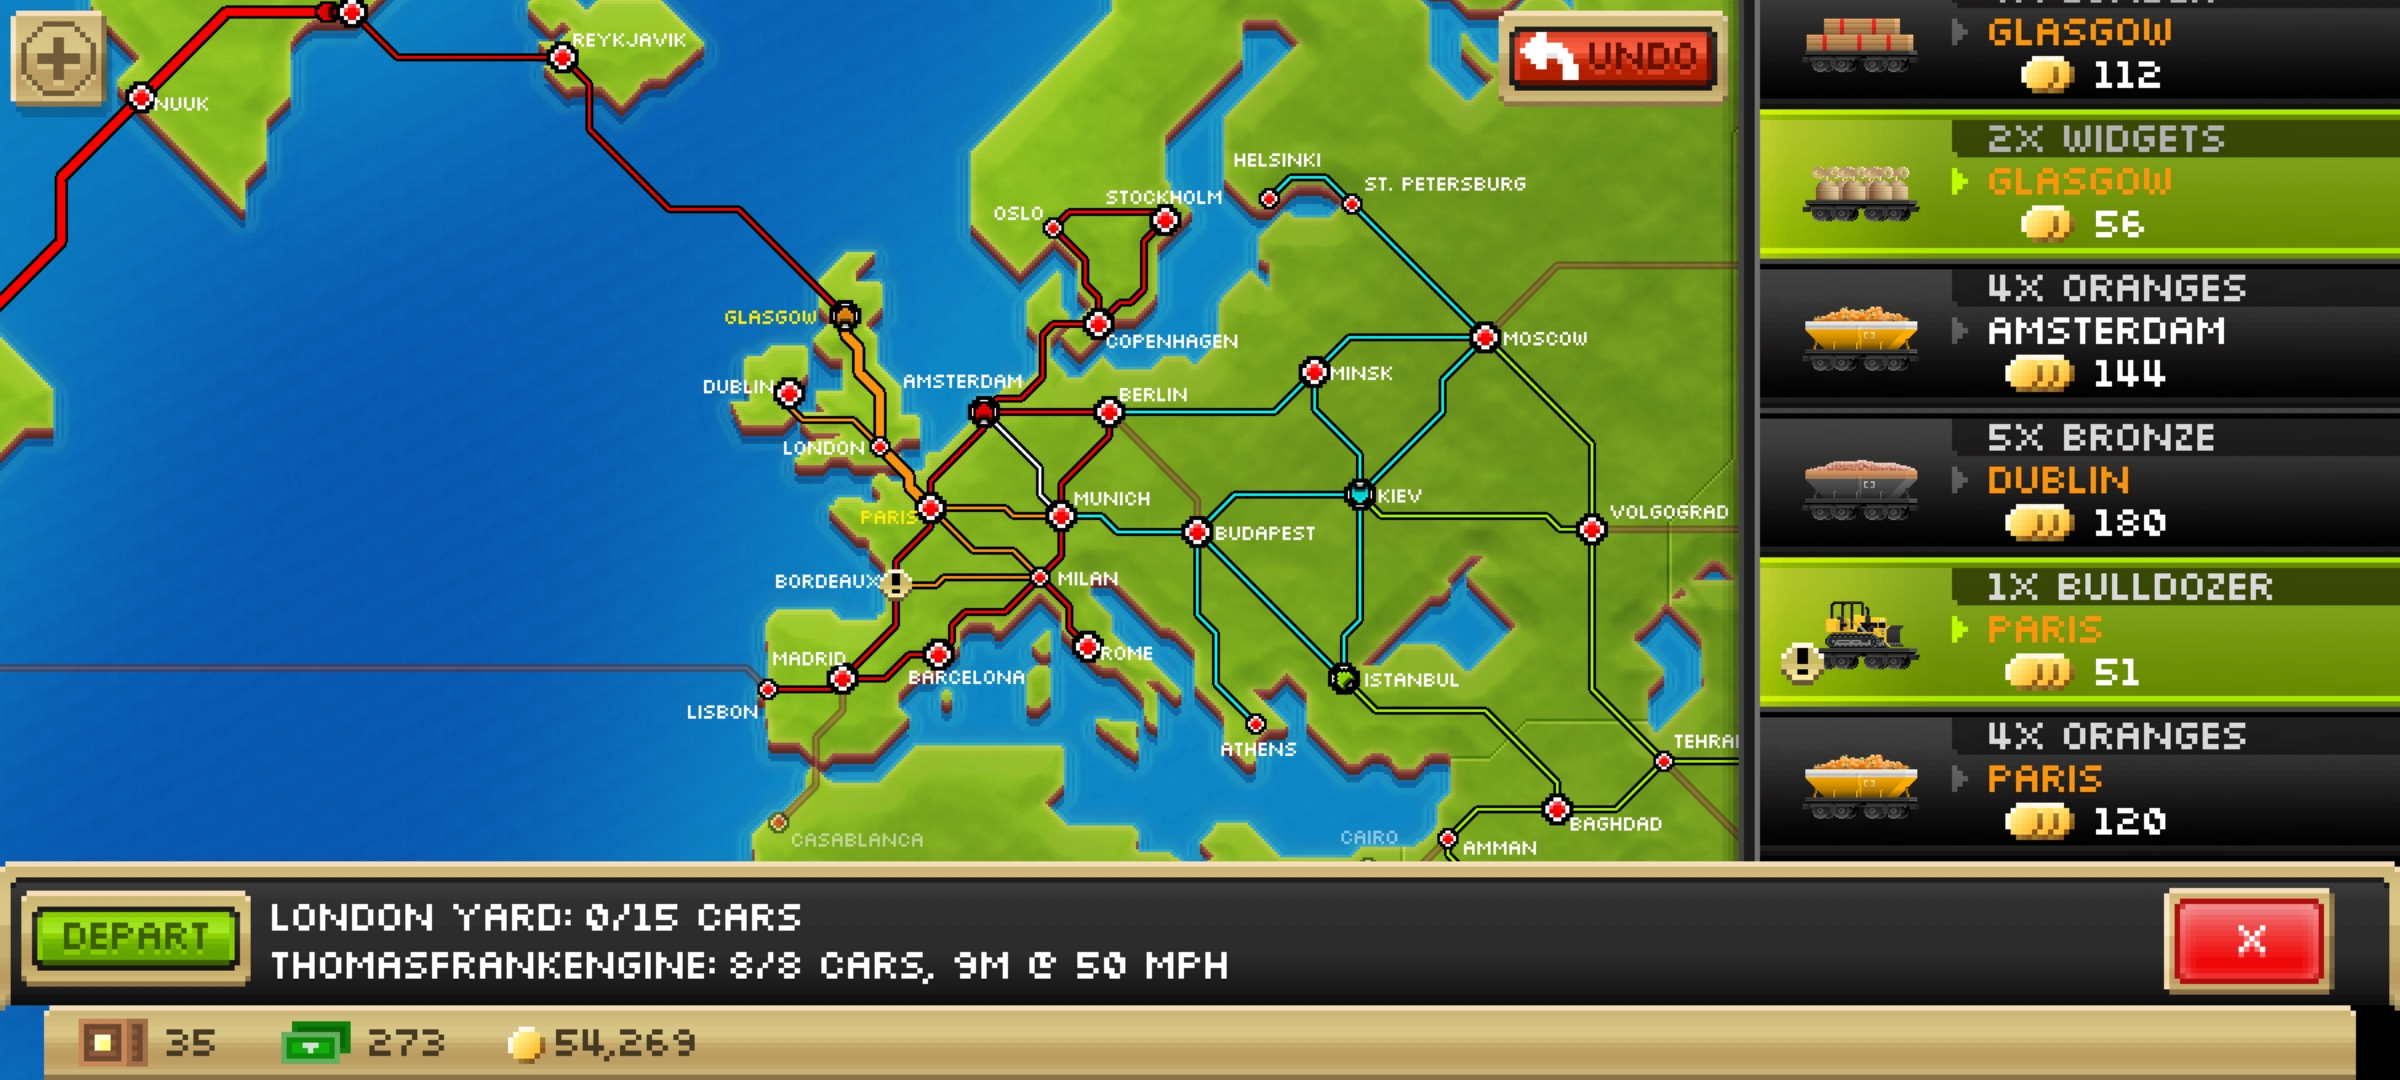 REYKJAVIK
NUUK
UNDO
HELSINKI
ST. PETERSBURG
STOCKHOLM
OSLO
GLASGOW
COPENHAGEN
MOSCOW
MINSK
DUBLIN
AMSTERDAM
BERLIN
LONDON
MUNICH
KIEV
PARIS
VOLGOGRAD
BUDAPEST
BORDEAUX
MILAN
MADRID
ROME
BARCELONA
ISTANBUL
LISBON
ATHENS
TEHRA
CASABLANCA
CAIRO
AMMAN
BAGHDAD
GLASGOW
112
2X WIDGETS
GLASGOW
56
4X ORANGES
AMSTERDAM
144
5X BRONZE
DUBLIN
180
1X BULLDOZER
PARIS
51
4X ORANGES
PARIS
120
DEPART
LONDON YARD: 0/15 CARS
THOMASFRANKENGINE: 8/8 CARS, 9M @ 50 MPH
X
35
273
54,269